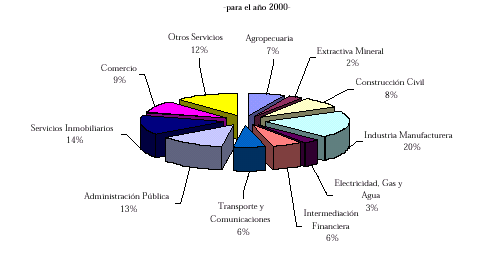 -para el año 2000-
Otros Servicios
12%
Agropecuaria
7%
Extractiva Mineral
2%
Comercio
9%
Construcción Civil
8%
Servicios Inmobiliarios
14%
Industria Manufacturera
20%
Administración Pública
13%
Transporte y
Comunicaciones
6%
Intermediación
Financiera
6%
Electricidad, Gas y
Agua
3%